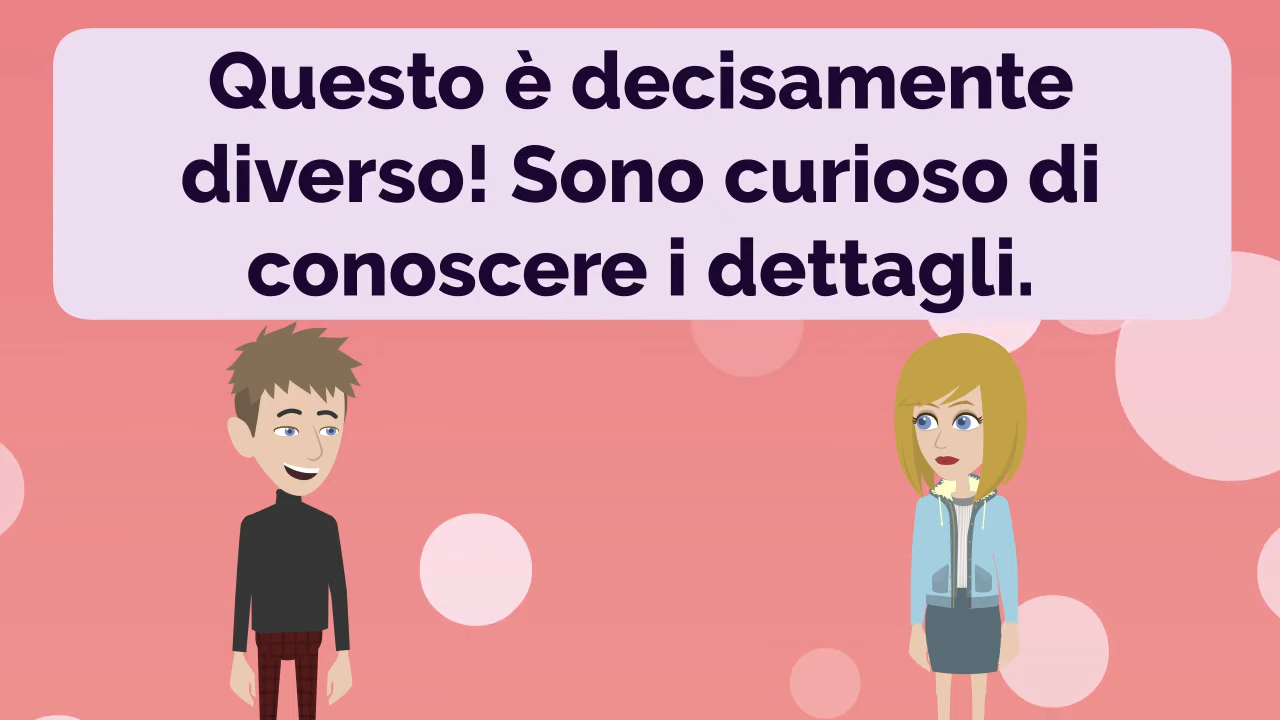 Questo è decisamente
diverso! Sono curioso di
conoscere i dettagli.